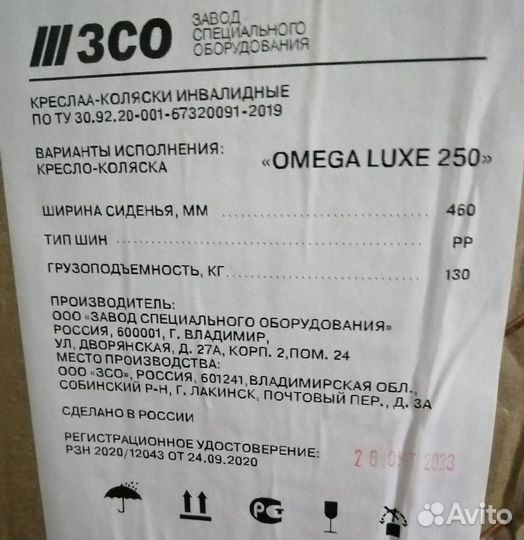 ЗСО
ЗАВОД
СПЕЦИАЛЬНОГО
ОБОРУДОВАНИЯ
КРЕСЛАА-КОЛЯСКИ ИНВАЛИДНЫЕ
ПО ТУ 30.92.20-001-67320091-2019
ВАРИАНТЫ ИСПОЛНЕНИЯ:
КРЕСЛО-КОЛЯСКА «OMEGA LUXE 250»
ШИРИНА СИДЕНЬЯ, ММ 460
ТИП ШИН PP
ГРУЗОПОДЪЕМНОСТЬ, КГ 130
ПРОИЗВОДИТЕЛЬ:
ООО «ЗАВОД СПЕЦИАЛЬНОГО ОБОРУДОВАНИЯ»
РОССИЯ, 600001, Г. ВЛАДИМИР,
УЛ. ДВОРЯНСКАЯ, Д. 27А, КОРП. 2,ПОМ. 24
МЕСТО ПРОИЗВОДСТВА:
ООО «ЗСО», РОССИЯ, 601241,ВЛАДИМИРСКАЯ ОБЛ.,
СОБИНСКИЙ Р-Н, Г. ЛАКИНСК, ПОЧТОВЫЙ ПЕР., Д. 3А
СДЕЛАНО В РОССИИ
РЕГИСТРАЦИОННОЕ УДОСТОВЕРЕНИЕ:
РЗН 2020/12043 ОТ 24.09.2020
26 ОКТ 2023
Avito